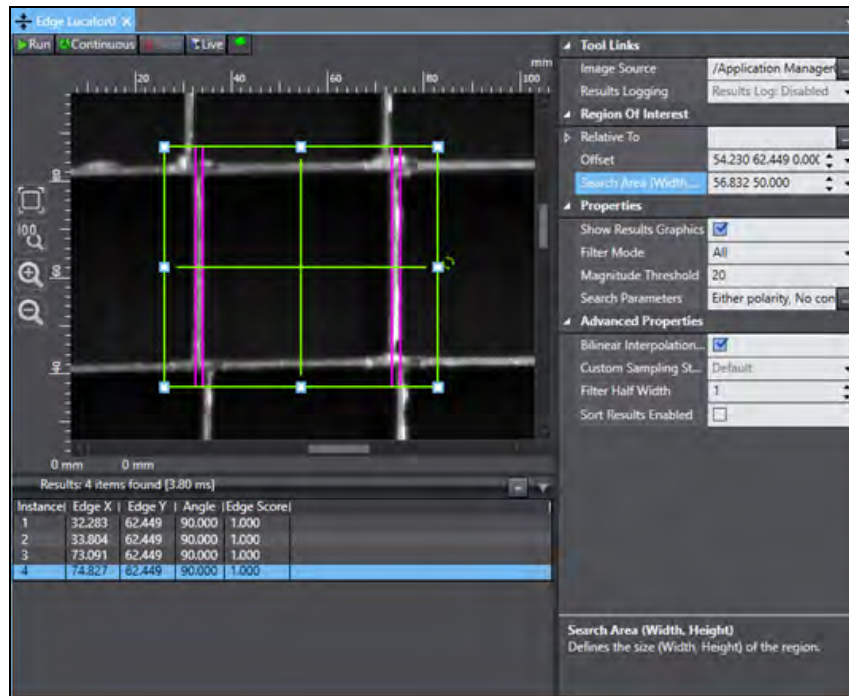 Edge Locator0 X
Run Continuous Live
mm
20 40 60 80 100
80
60
40
0 mm 0 mm
Results: 4 items found [3.80 ms]
Instance Edge X Edge Y Angle Edge Score
1 32.283 62.449 90.000 1.000
2 33.804 62.449 90.000 1.000
3 73.091 62.449 90.000 1.000
4 74.827 62.449 90.000 1.000
Tool Links
Image Source /Application Manager
Results Logging Results Log: Disabled
Region Of Interest
Relative To
Offset 54.230 62.449 0.00
Search Area (Width, ...
56.832 50.000
Properties
Show Results Graphics
Filter Mode All
Magnitude Threshold 20
Search Parameters Either polarity, No con
Advanced Properties
Bilinear Interpolation...
Custom Sampling St... Default
Filter Half Width 1
Sort Results Enabled
Search Area (Width, Height)
Defines the size (Width, Height) of the region.
100